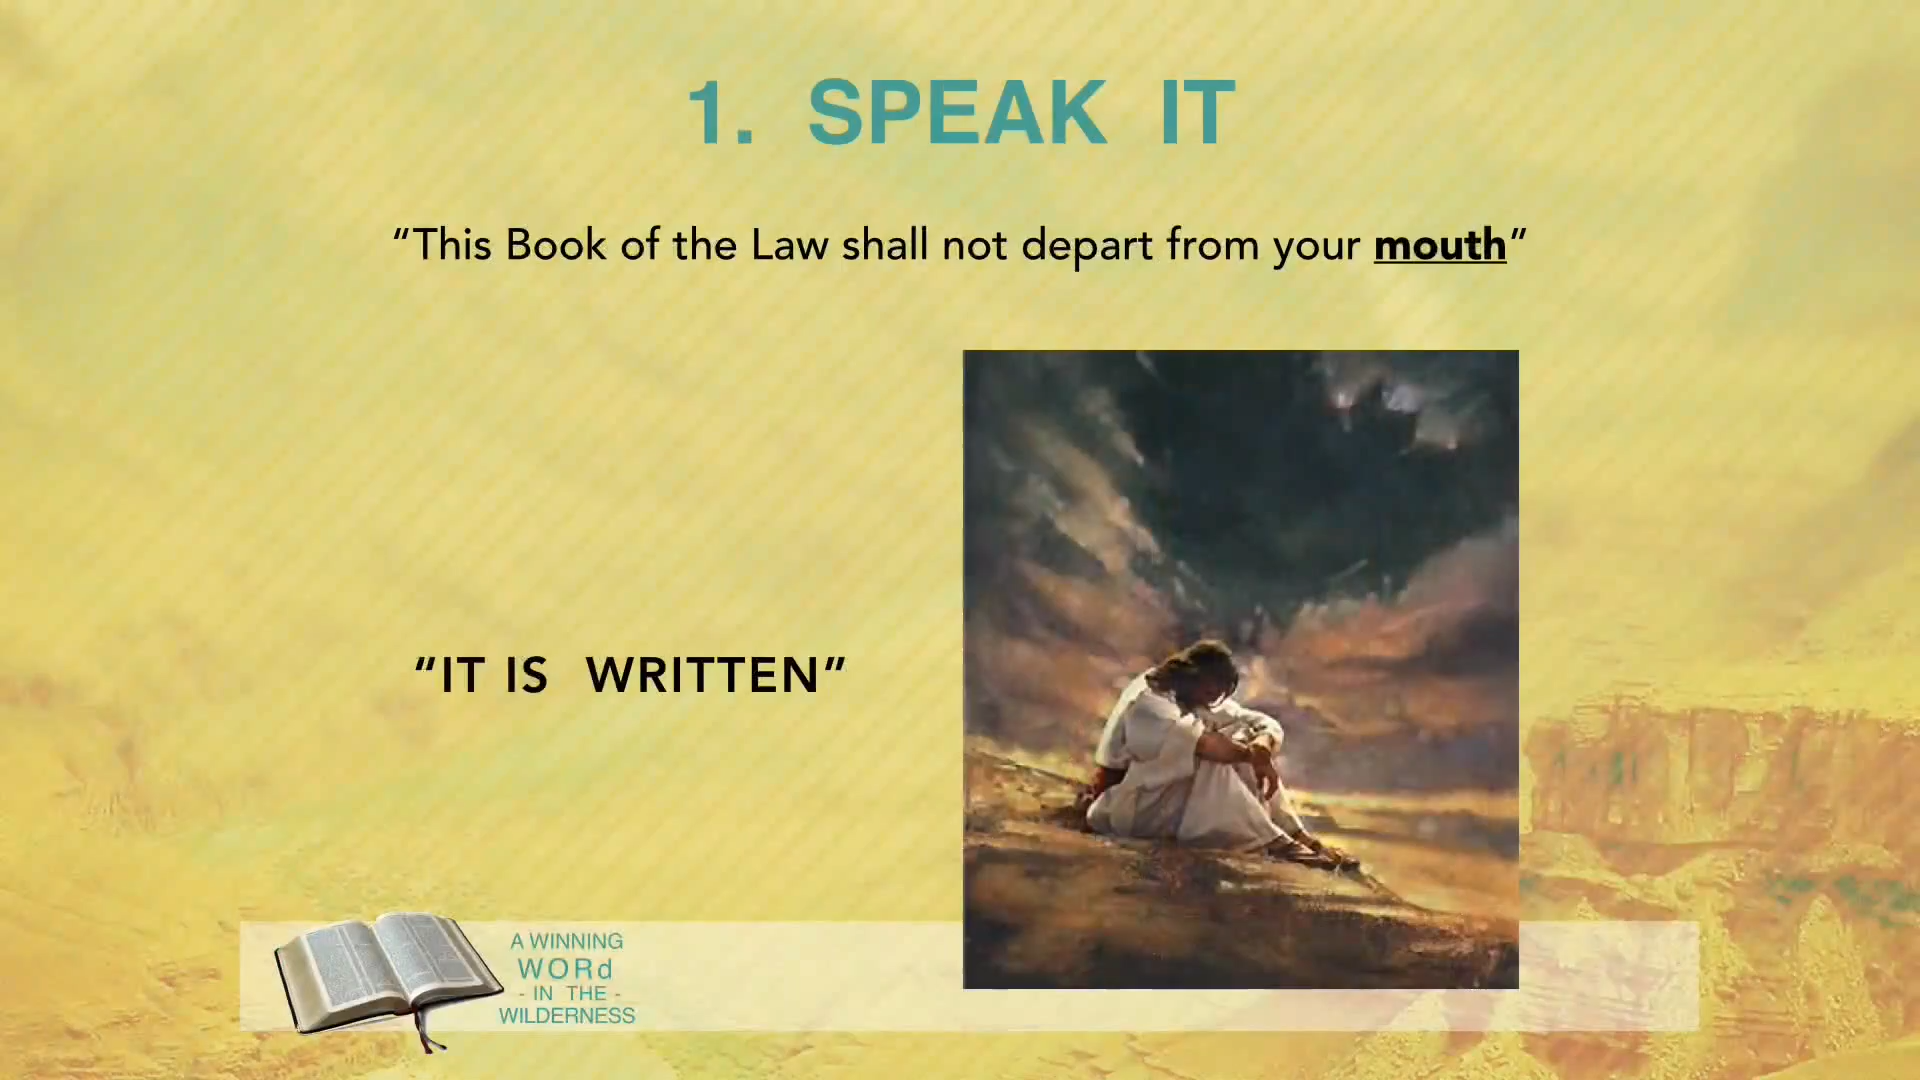 1. SPEAK IT
“This Book of the Law shall not depart from your mouth”
“IT IS WRITTEN”
A WINNING
WORd
- IN THE -
WILDERNESS